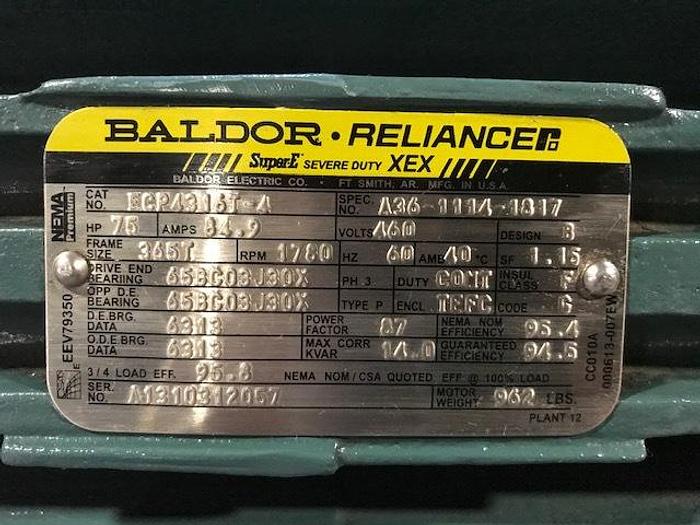 BALDOR · RELIANCER
//// Super-E SEVERE DUTY XEX ////
BALDOR ELECTRIC CO. · FT SMITH, AR. MFG. IN U.S.A.
NEMA Premium
CAT NO. ECP4316T-4 SPEC. NO. A36-1114-1817
HP 75 AMPS 84.9 VOLTS 460 DESIGN B
FRAME SIZE 365T RPM 1780 HZ 60 AMB 40 °C SF 1.15
DRIVE END BEARING 65BC03J30X PH 3 DUTY CONT INSUL CLASS F
OPP D.E. BEARING 65BC03J30X TYPE P ENCL TEFC CODE G
D.E.BRG. DATA 6313 POWER FACTOR 87 NEMA NOM EFFICIENCY 95.4
O.D.E.BRG. DATA 6313 MAX CORR KVAR 14.0 GUARANTEED EFFICIENCY 94.5
3/4 LOAD EFF. 95.8 NEMA NOM/CSA QUOTED EFF @ 100% LOAD
SER. NO. A1310312057 MOTOR WEIGHT 962 LBS.
PLANT 12
EEV79350
CC010A
000613-007EW